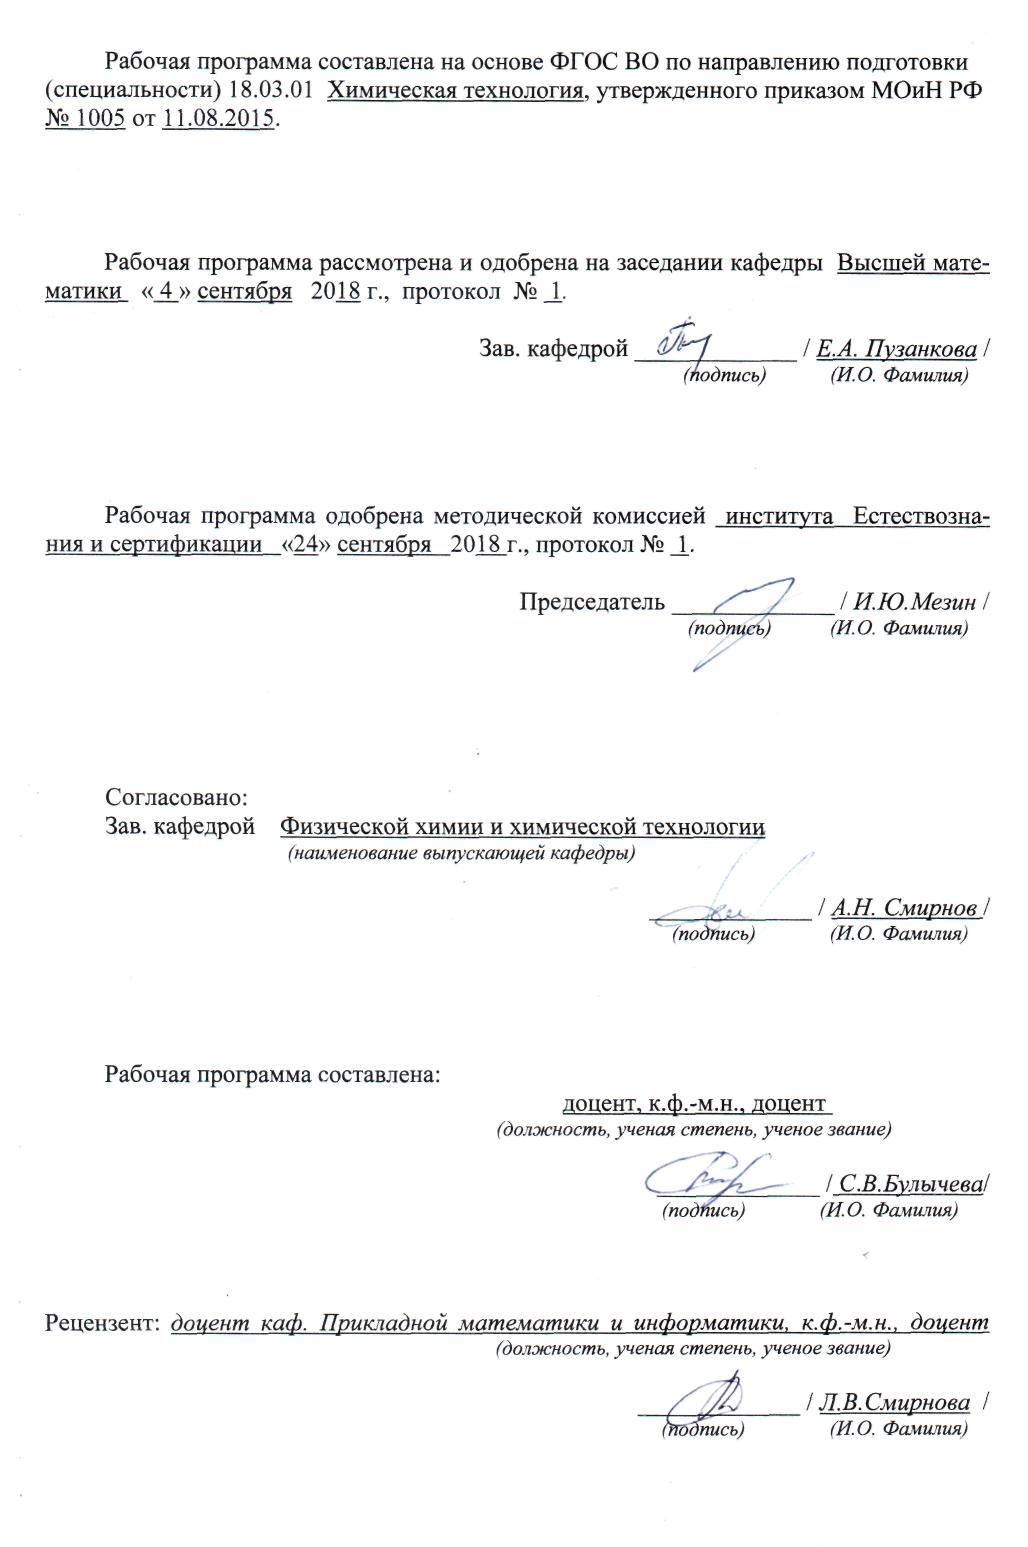 Рабочая программа составлена на основе ФГОС ВО по направлению подготовки
(специальности) 18.03.01 Химическая технология, утвержденного приказом МОиН РФ
№ 1005 от 11.08.2015.
Рабочая программа рассмотрена и одобрена на заседании кафедры Высшей мате-
матики « 4 » сентября 2018 г., протокол № 1.
Зав. кафедрой ____________ / Е.А. Пузанкова /
(подпись) (И.О. Фамилия)
Рабочая программа одобрена методической комиссией института Естествозна-
ния и сертификации «24» сентября 2018 г., протокол № 1.
Председатель ____________ / И.Ю.Мезин /
(подпись) (И.О. Фамилия)
Согласовано:
Зав. кафедрой Физической химии и химической технологии
(наименование выпускающей кафедры)
____________ / А.Н. Смирнов /
(подпись) (И.О. Фамилия)
Рабочая программа составлена:
доцент, к.ф.-м.н., доцент
(должность, ученая степень, ученое звание)
____________ / С.В.Булычева/
(подпись) (И.О. Фамилия)
Рецензент: доцент каф. Прикладной математики и информатики, к.ф.-м.н., доцент
(должность, ученая степень, ученое звание)
____________ / Л.В.Смирнова /
(подпись) (И.О. Фамилия)